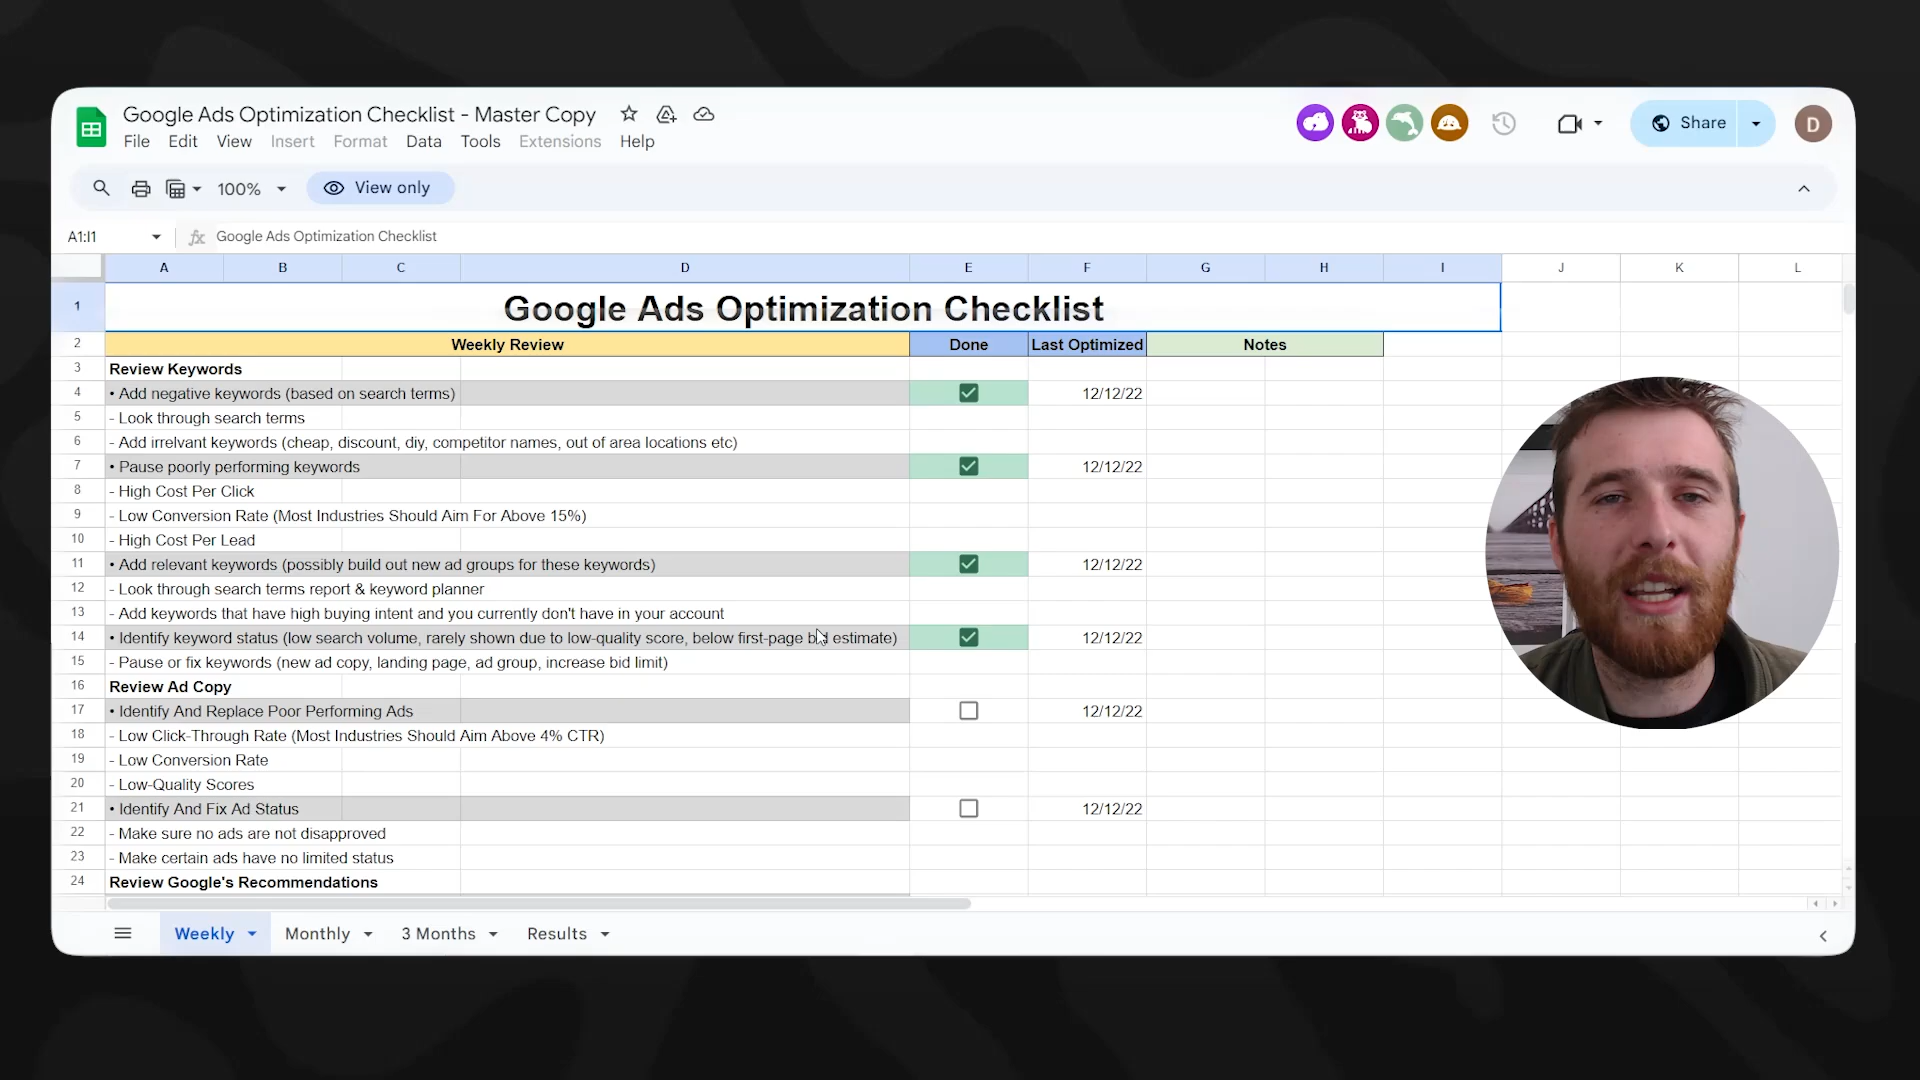 Google Ads Optimization Checklist - Master Copy
File Edit View Insert Format Data Tools Extensions Help
Share
D
100%
View only
A1:I1
fx Google Ads Optimization Checklist
A B C D E F G H I J K L
1 Google Ads Optimization Checklist
2 Weekly Review Done Last Optimized Notes
3 Review Keywords
4 • Add negative keywords (based on search terms) 12/12/22
5 - Look through search terms
6 - Add irrelvant keywords (cheap, discount, diy, competitor names, out of area locations etc)
7 • Pause poorly performing keywords 12/12/22
8 - High Cost Per Click
9 - Low Conversion Rate (Most Industries Should Aim For Above 15%)
10 - High Cost Per Lead
11 • Add relevant keywords (possibly build out new ad groups for these keywords) 12/12/22
12 - Look through search terms report & keyword planner
13 - Add keywords that have high buying intent and you currently don't have in your account
14 • Identify keyword status (low search volume, rarely shown due to low-quality score, below first-page bid estimate) 12/12/22
15 - Pause or fix keywords (new ad copy, landing page, ad group, increase bid limit)
16 Review Ad Copy
17 • Identify And Replace Poor Performing Ads 12/12/22
18 - Low Click-Through Rate (Most Industries Should Aim Above 4% CTR)
19 - Low Conversion Rate
20 - Low-Quality Scores
21 • Identify And Fix Ad Status 12/12/22
22 - Make sure no ads are not disapproved
23 - Make certain ads have no limited status
24 Review Google's Recommendations
Weekly Monthly 3 Months Results